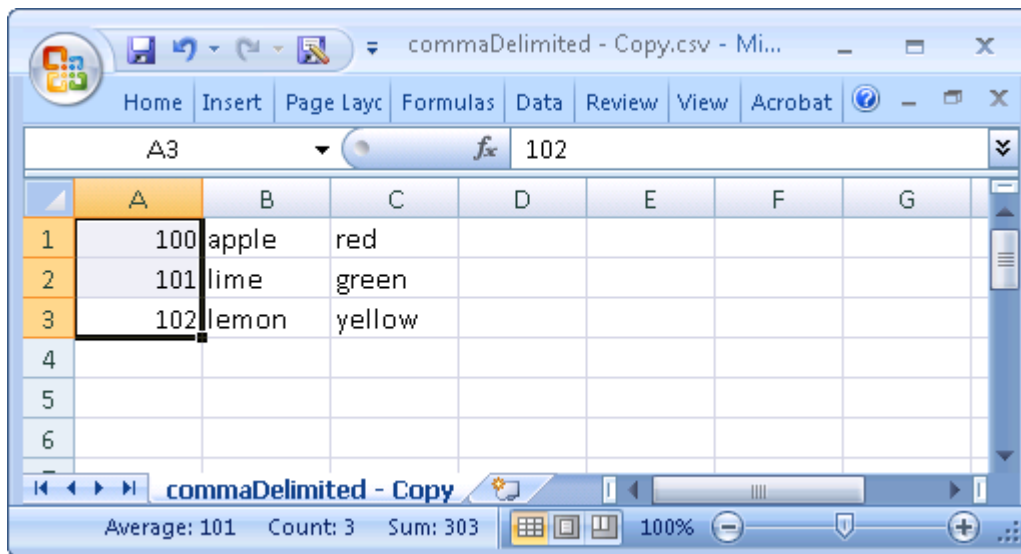 commaDelimited - Copy.csv - Mi...
Home Insert Page Layc Formulas Data Review View Acrobat
A3 fx 102
A B C D E F G
1 100 apple red
2 101 lime green
3 102 lemon yellow
4
5
6
commaDelimited - Copy
Average: 101 Count: 3 Sum: 303 100%